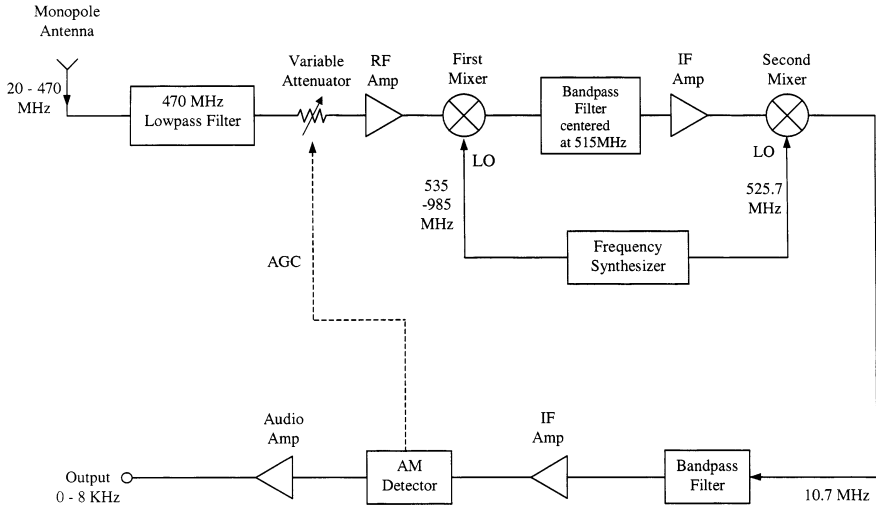 Monopole
Antenna
20 - 470
MHz
470 MHz
Lowpass Filter
Variable
Attenuator
RF
Amp
First
Mixer
LO
535
-985
MHz
Bandpass
Filter
centered
at 515MHz
IF
Amp
Second
Mixer
LO
525.7
MHz
Frequency
Synthesizer
AGC
Audio
Amp
Output
0 - 8 KHz
AM
Detector
IF
Amp
Bandpass
Filter
10.7 MHz